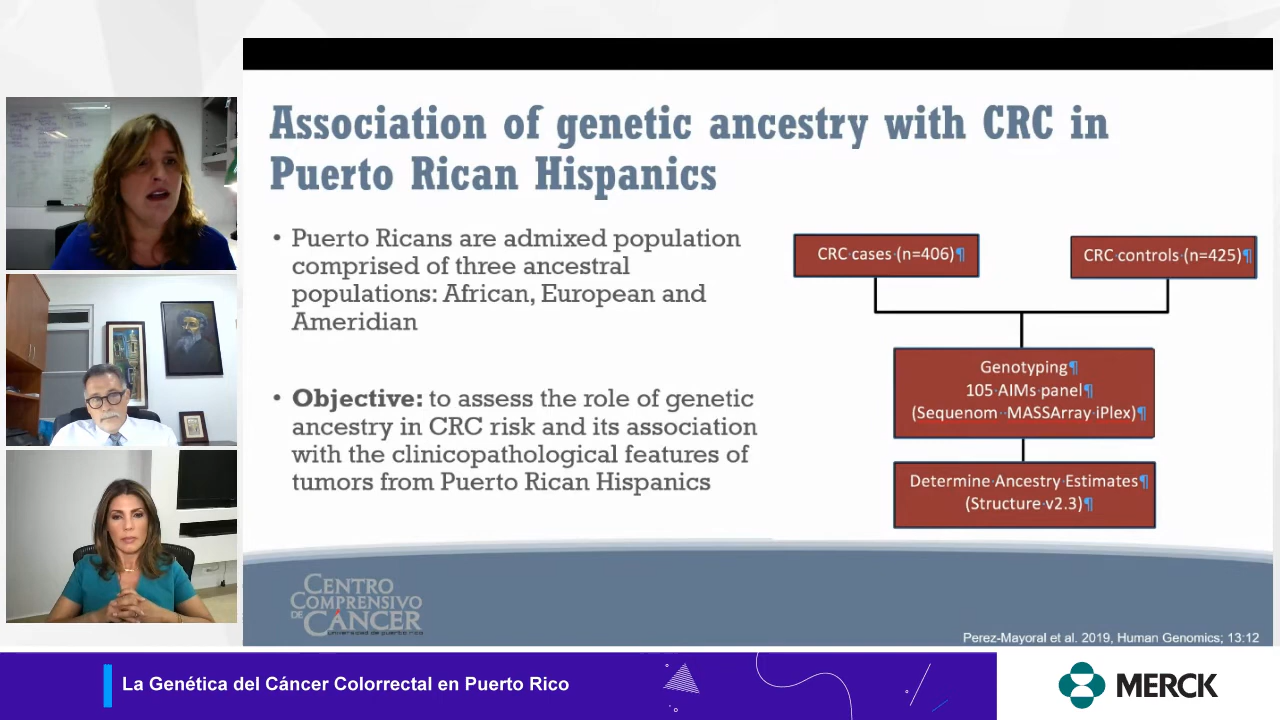 Association of genetic ancestry with CRC in
Puerto Rican Hispanics
• Puerto Ricans are admixed population
comprised of three ancestral
populations: African, European and
Ameridian
• Objective: to assess the role of genetic
ancestry in CRC risk and its association
with the clinicopathological features of
tumors from Puerto Rican Hispanics
CRC·cases·(n=406)¶
CRC·controls·(n=425)¶
Genotyping¶
105·AIMs·panel¶
(Sequenom··MASSArray·iPlex)¶
Determine·Ancestry·Estimates¶
(Structure·v2.3)¶
CENTRO
COMPRENSIVO
DE CÁNCER
universidad de puerto rico
Perez-Mayoral et al. 2019, Human Genomics; 13:12
La Genética del Cáncer Colorrectal en Puerto Rico
MERCK